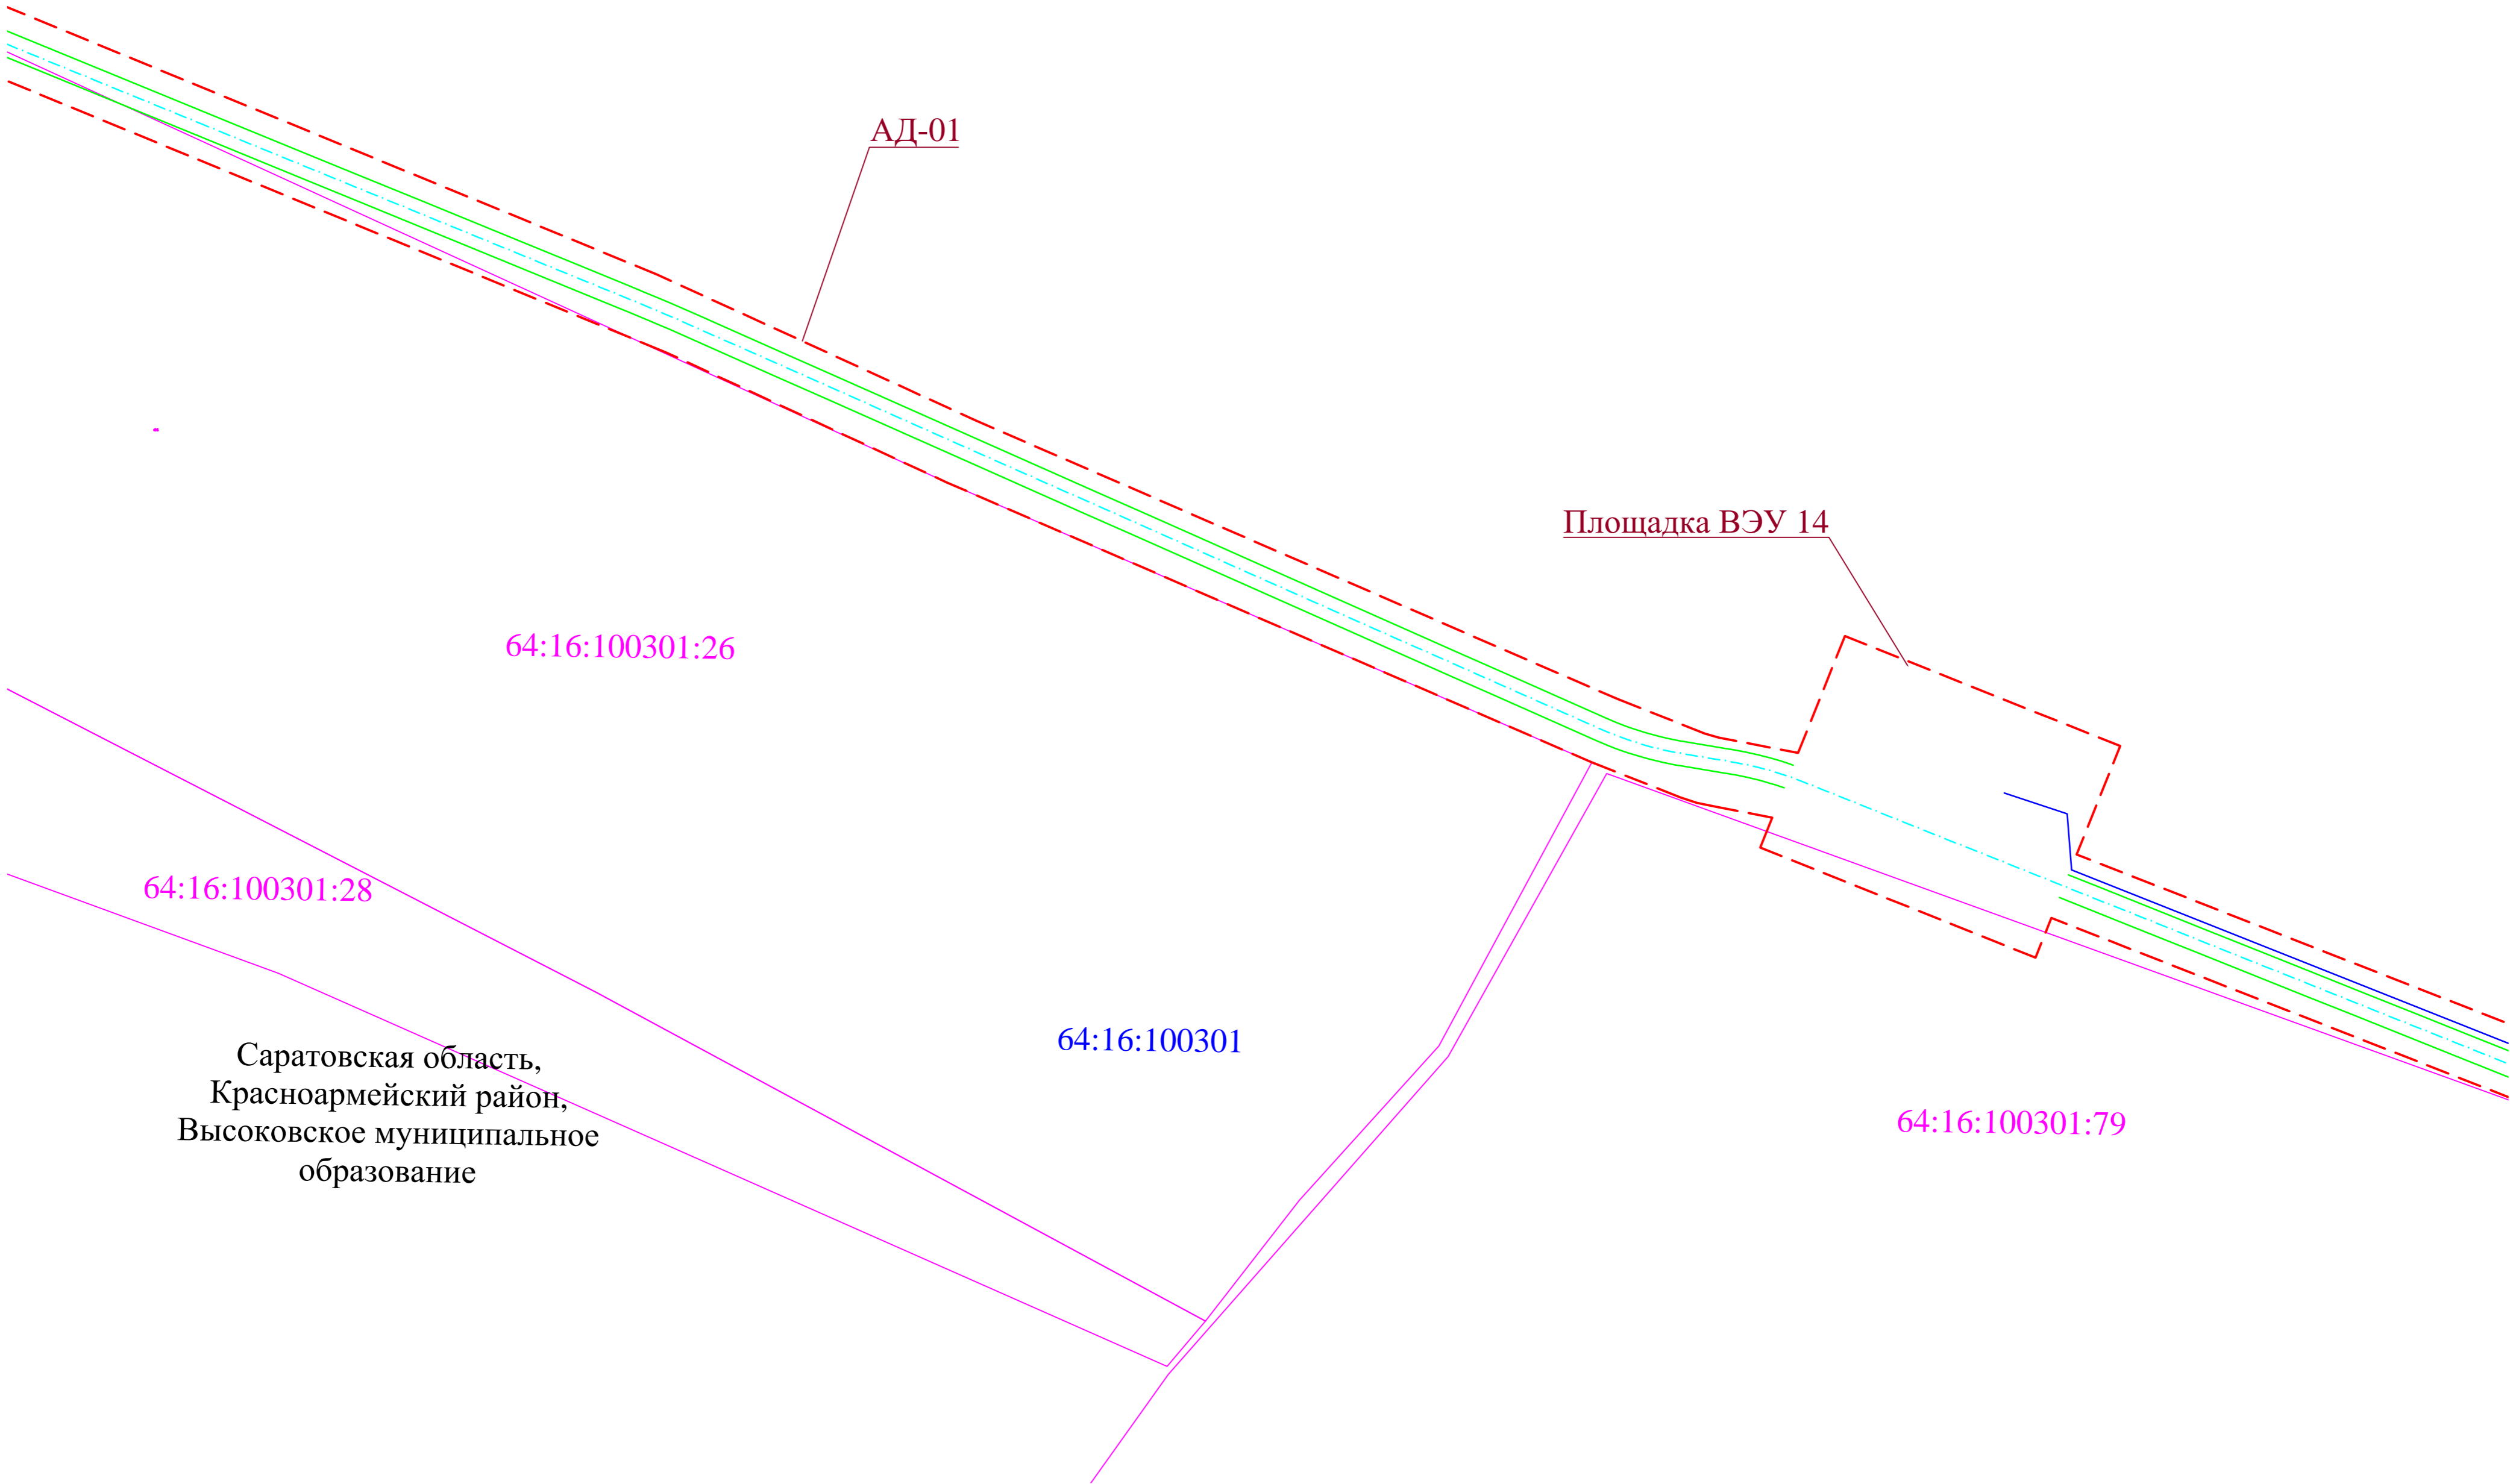 АД-01
Площадка ВЭУ 14
64:16:100301:26
64:16:100301:28
64:16:100301
Саратовская область,
Красноармейский район,
Высоковское муниципальное
образование
64:16:100301:79